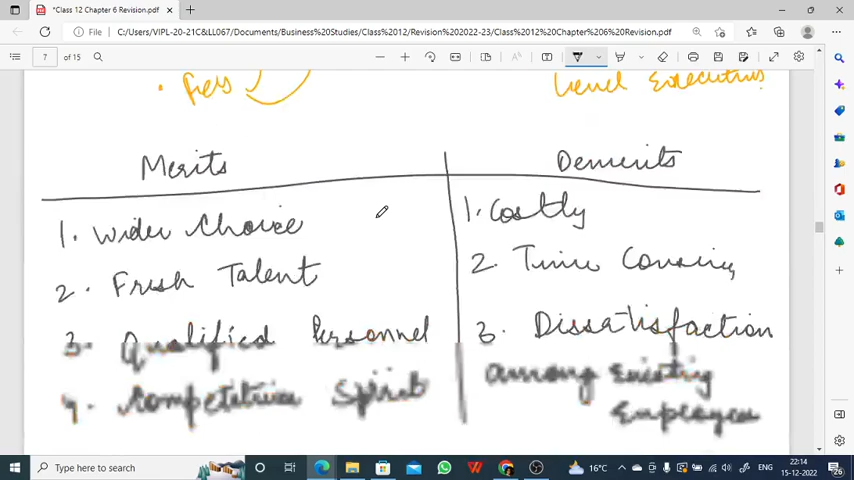 *Class 12 Chapter 6 Revision.pdf
File
C:/Users/VIPL-20-21C&LL067/Documents/Business%20Studies/Class%2012/Revision%202022-23/Class%2012%20Chapter%206%20Revision.pdf
7 of 15
Fees
Level Executives
Merits
Demerits
1. Wider Choice
1. Costly
2. Fresh Talent
2. Time
3. Qualified Personnel
3. Dissatisfaction
4. Competetive Spirit
among Existing
Employees
Type here to search
16°C
ENG
22:14
15-12-2022
26